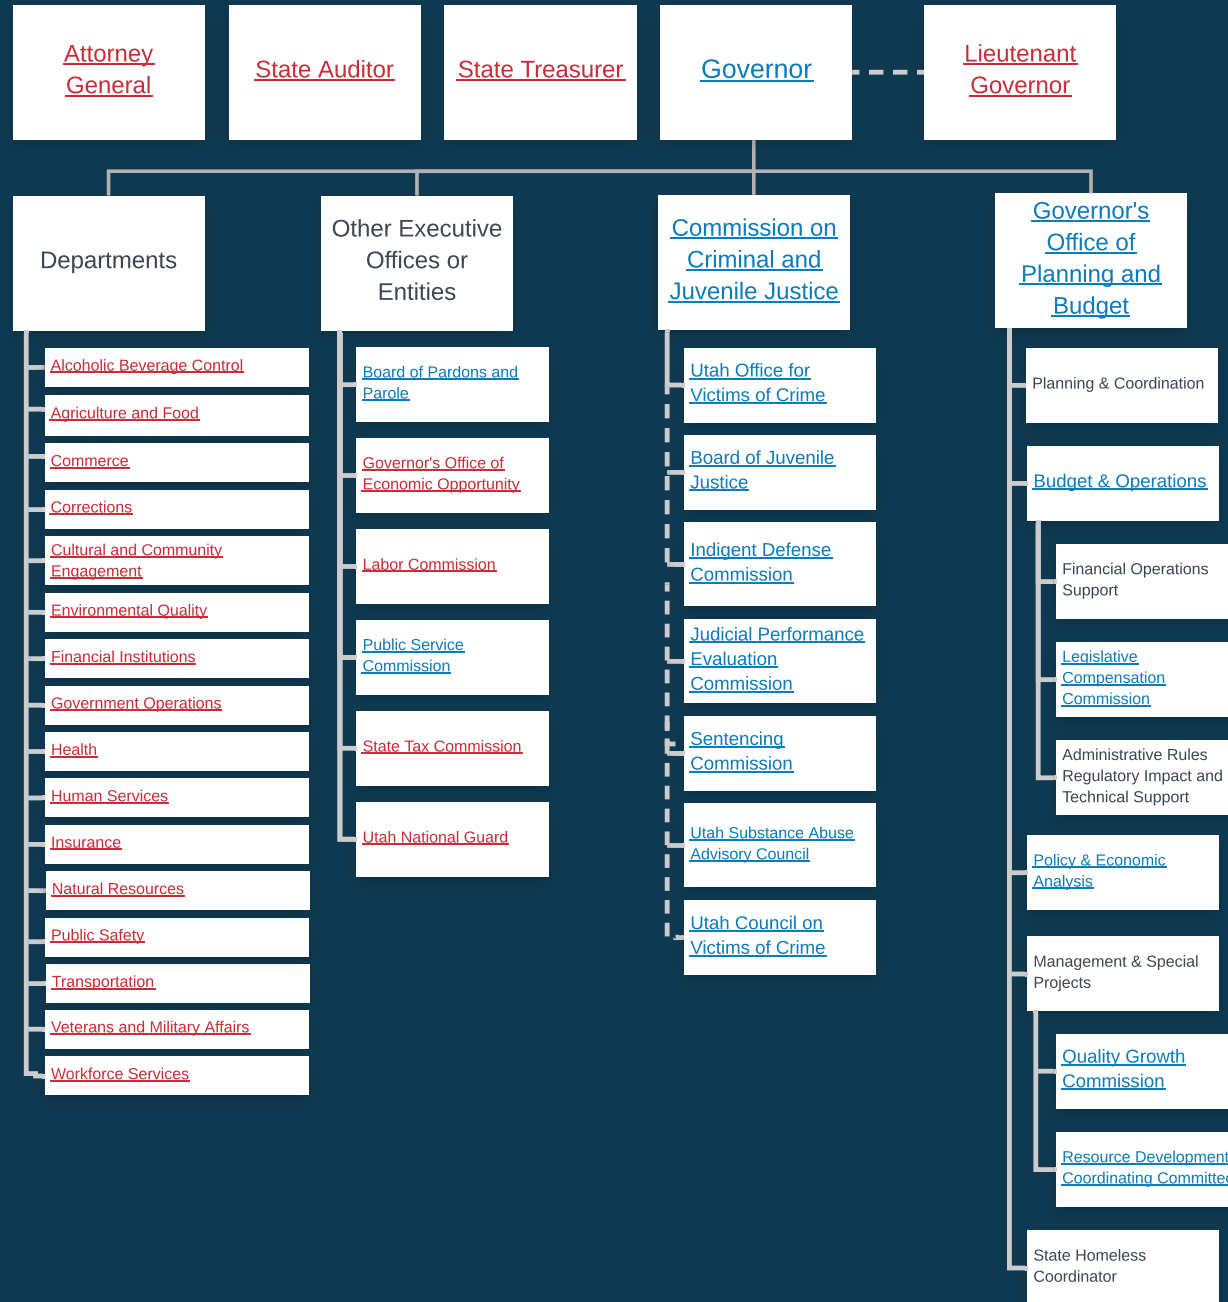 Attorney
General
State Auditor
State Treasurer
Governor
Lieutenant
Governor
Departments
Alcoholic Beverage Control
Agriculture and Food
Commerce
Corrections
Cultural and Community
Engagement
Environmental Quality
Financial Institutions
Government Operations
Health
Human Services
Insurance
Natural Resources
Public Safety
Transportation
Veterans and Military Affairs
Workforce Services
Other Executive
Offices or
Entities
Board of Pardons and
Parole
Governor's Office of
Economic Opportunity
Labor Commission
Public Service
Commission
State Tax Commission
Utah National Guard
Commission on
Criminal and
Juvenile Justice
Utah Office for
Victims of Crime
Board of Juvenile
Justice
Indigent Defense
Commission
Judicial Performance
Evaluation
Commission
Sentencing
Commission
Utah Substance Abuse
Advisory Council
Utah Council on
Victims of Crime
Governor's
Office of
Planning and
Budget
Planning & Coordination
Budget & Operations
Financial Operations
Support
Legislative
Compensation
Commission
Administrative Rules
Regulatory Impact and
Technical Support
Policy & Economic
Analysis
Management & Special
Projects
Quality Growth
Commission
Resource Development
Coordinating Committee
State Homeless
Coordinator